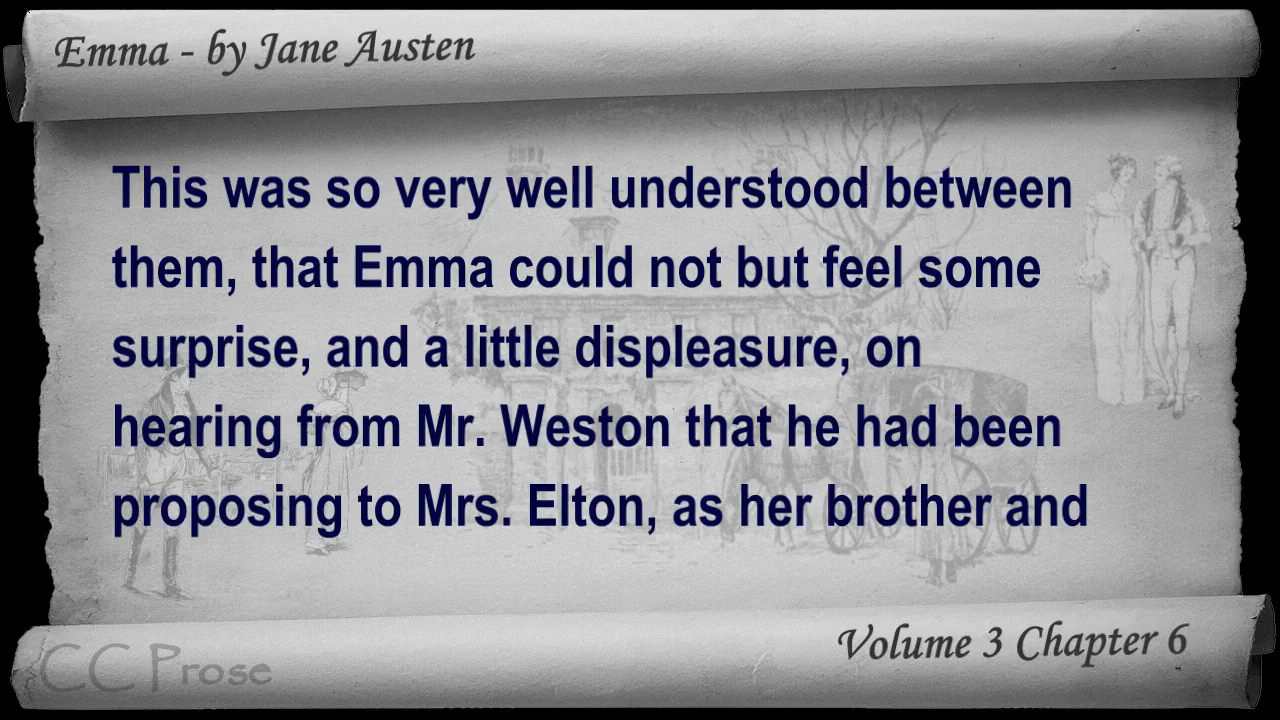 Emma - by Jane Austen
This was so very well understood between
them, that Emma could not but feel some
surprise, and a little displeasure, on
hearing from Mr. Weston that he had been
proposing to Mrs. Elton, as her brother and
Volume 3 Chapter 6
CC Prose